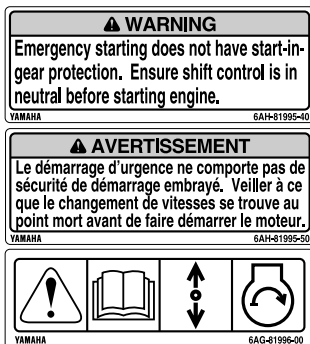 WARNING
Emergency starting does not have start-in-
gear protection. Ensure shift control is in
neutral before starting engine.
YAMAHA 6AH-81995-40
AVERTISSEMENT
Le démarrage d'urgence ne comporte pas de
sécurité de démarrage embrayé. Veiller à ce
que le changement de vitesses se trouve au
point mort avant de faire démarrer le moteur.
YAMAHA 6AH-81995-50
YAMAHA 6AG-81996-00